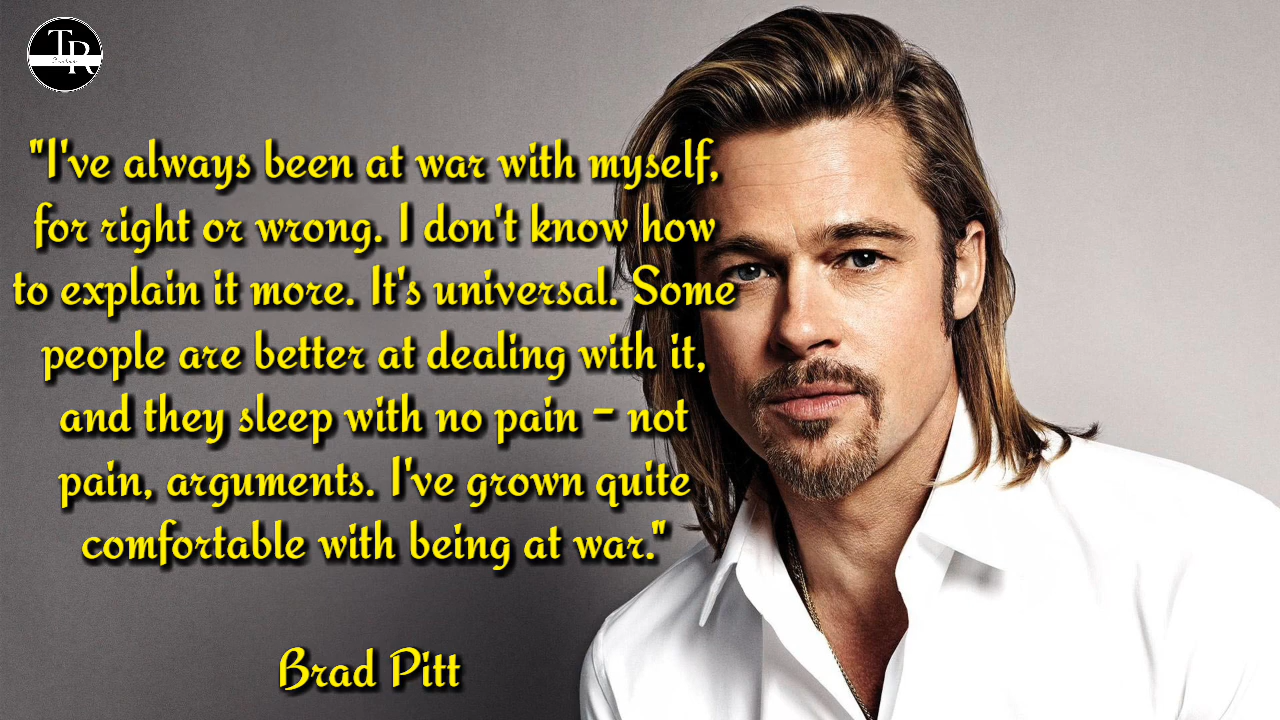 TR
"I've always been at war with myself,
for right or wrong. I don't know how
to explain it more. It's universal. Some
people are better at dealing with it,
and they sleep with no pain - not
pain, arguments. I've grown quite
comfortable with being at war."
Brad Pitt